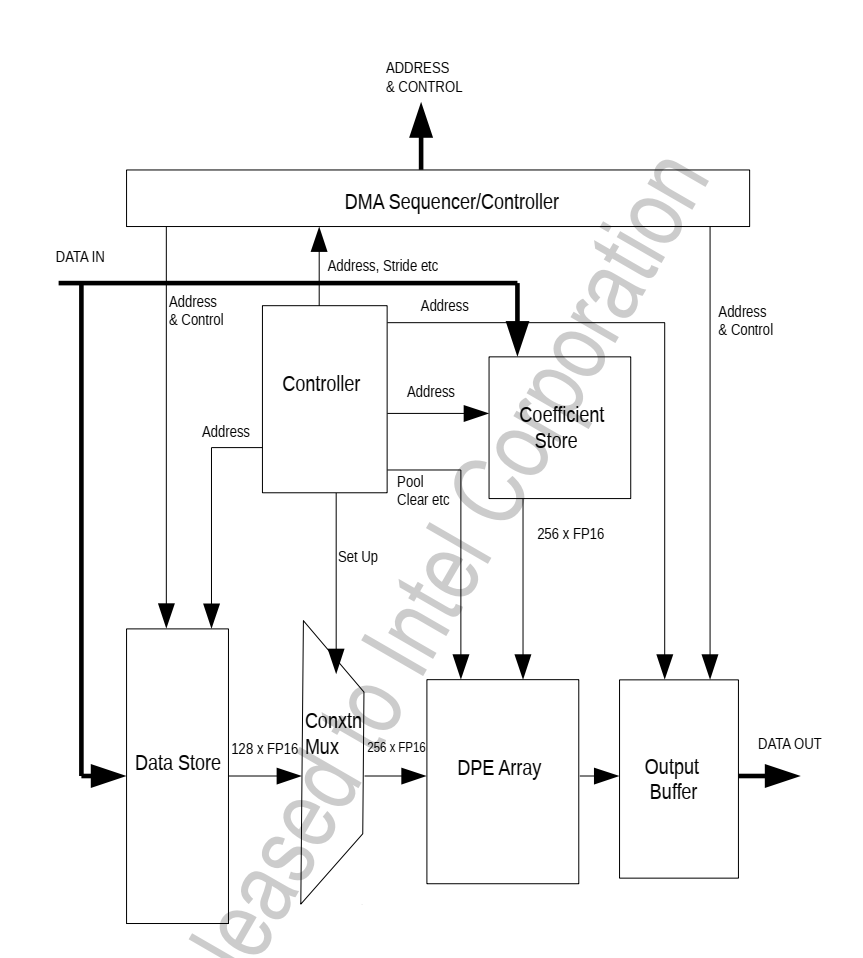 ADDRESS
& CONTROL
DMA Sequencer/Controller
DATA IN
Address, Stride etc
Address
& Control
Address
Address
& Control
Controller
Address
Coefficient
Store
Address
Pool
Clear etc
256 x FP16
Set Up
Conxtn
Mux
128 x FP16
256 x FP16
Data Store
DPE Array
Output
Buffer
DATA OUT
leased to Intel Corporation